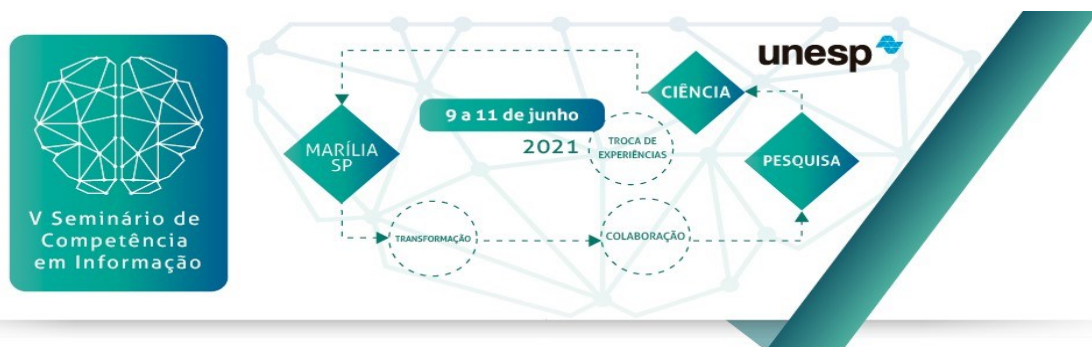 V Seminário de
Competência
em Informação
unesp
CIÊNCIA
9 a 11 de junho
2021
TROCA DE
EXPERIÊNCIAS
MARÍLIA
SP
PESQUISA
TRANSFORMAÇÃO
COLABORAÇÃO